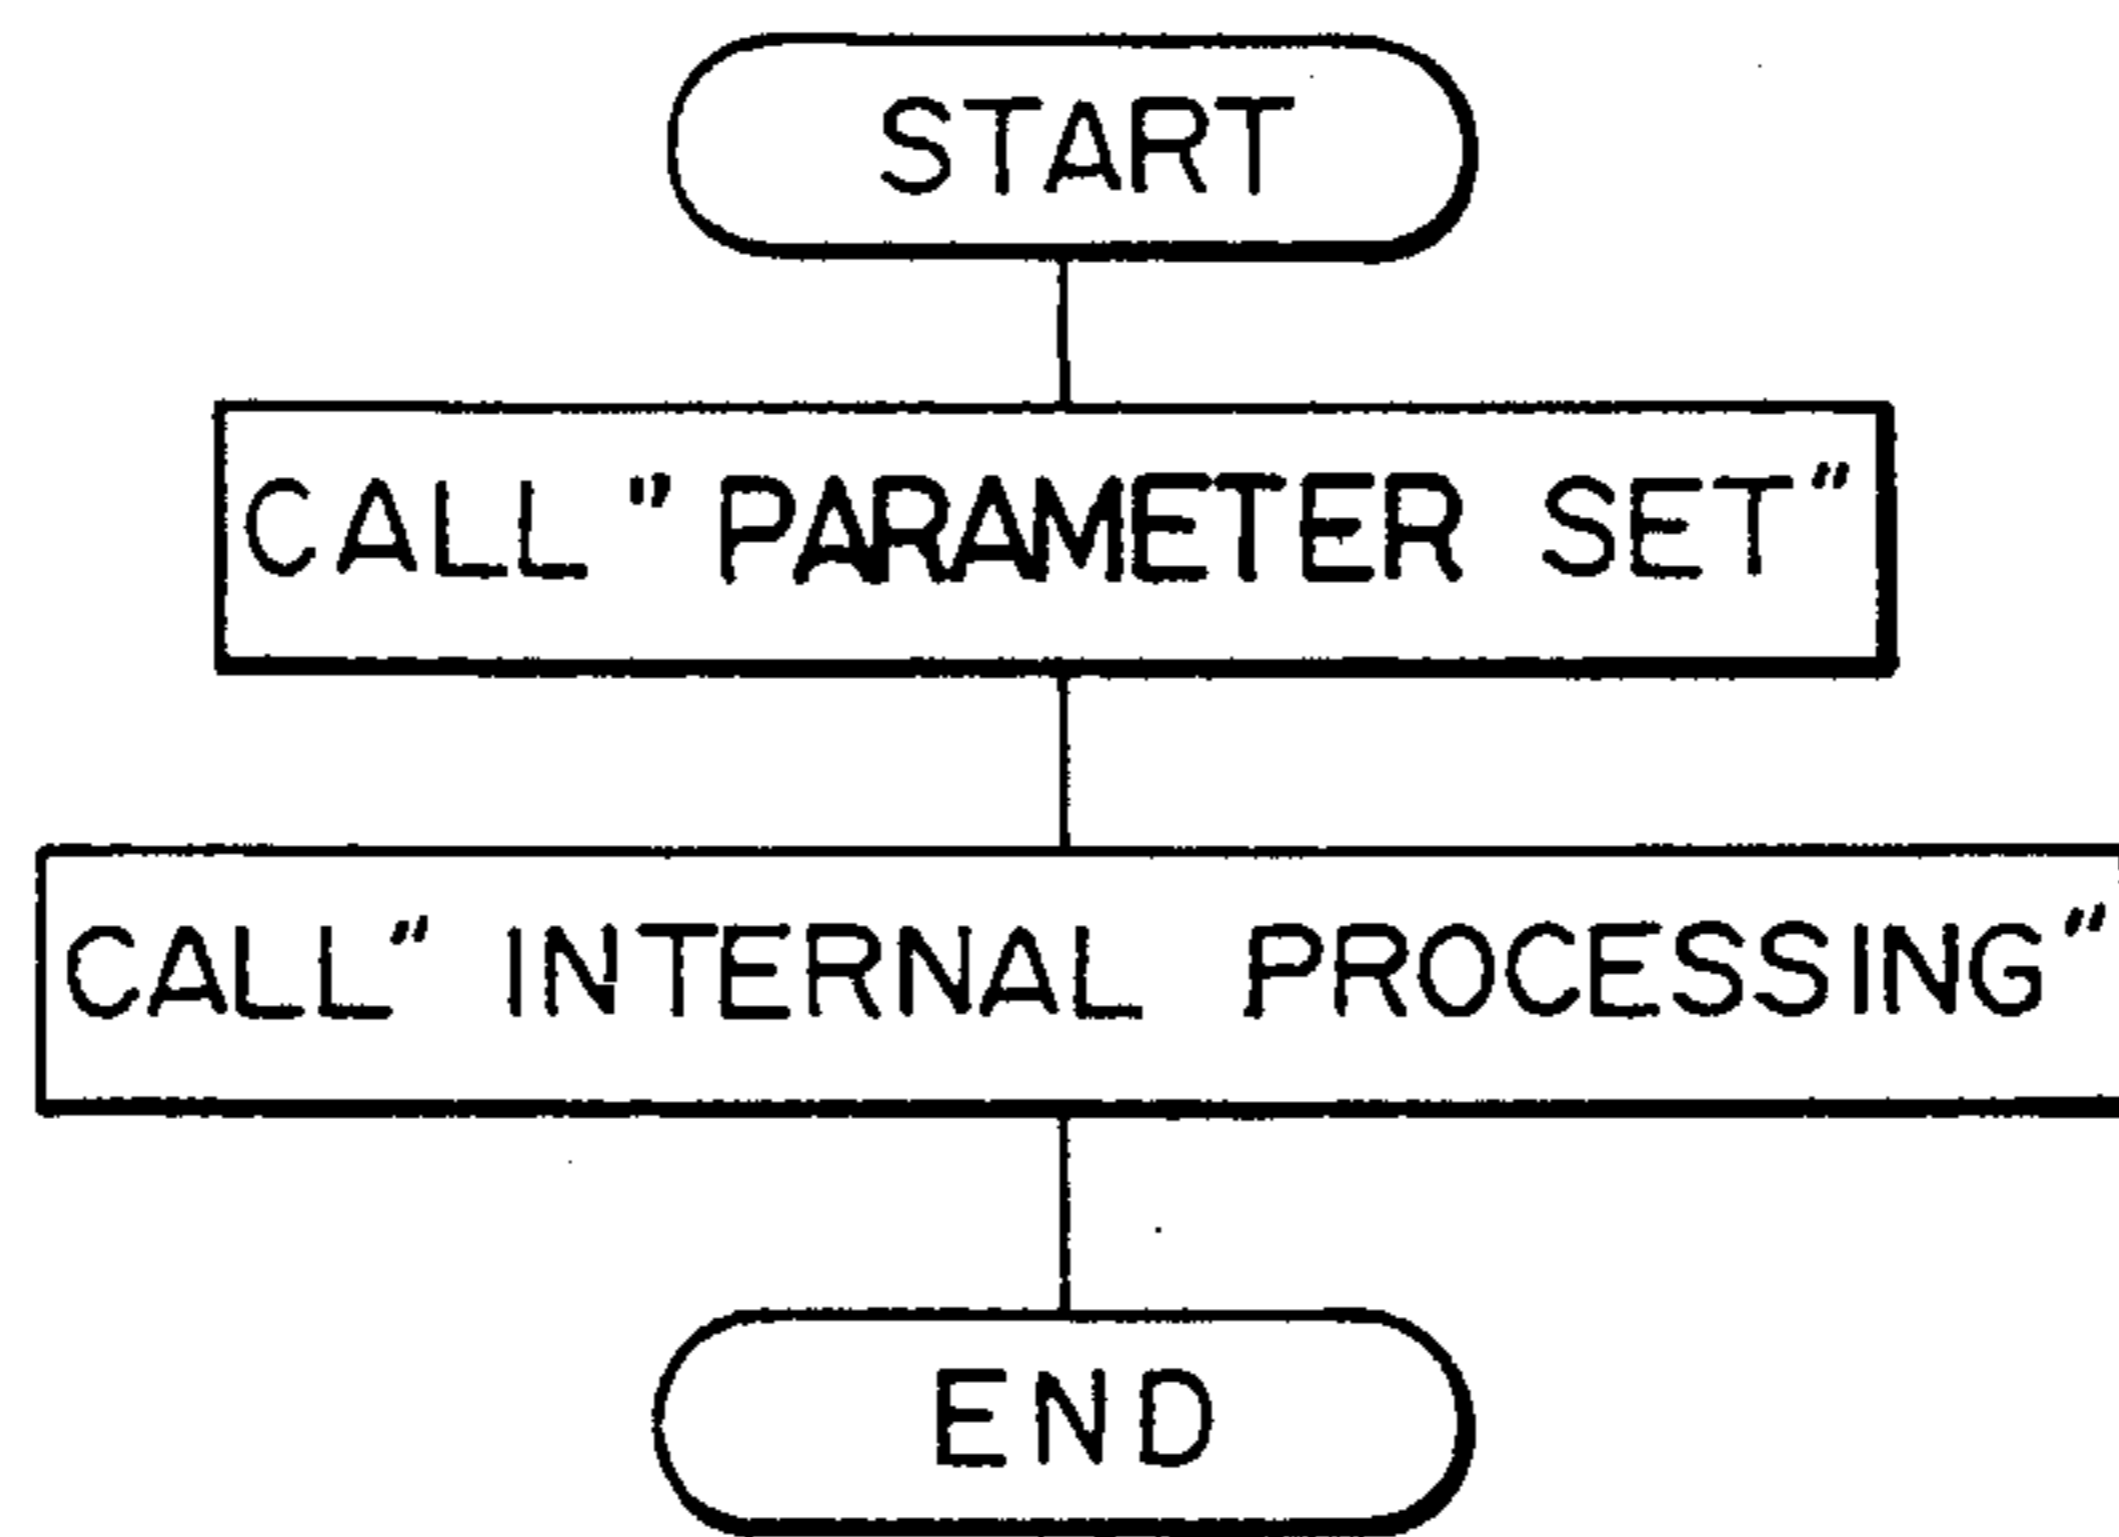 START
CALL " PARAMETER SET"
CALL" INTERNAL PROCESSING"
END